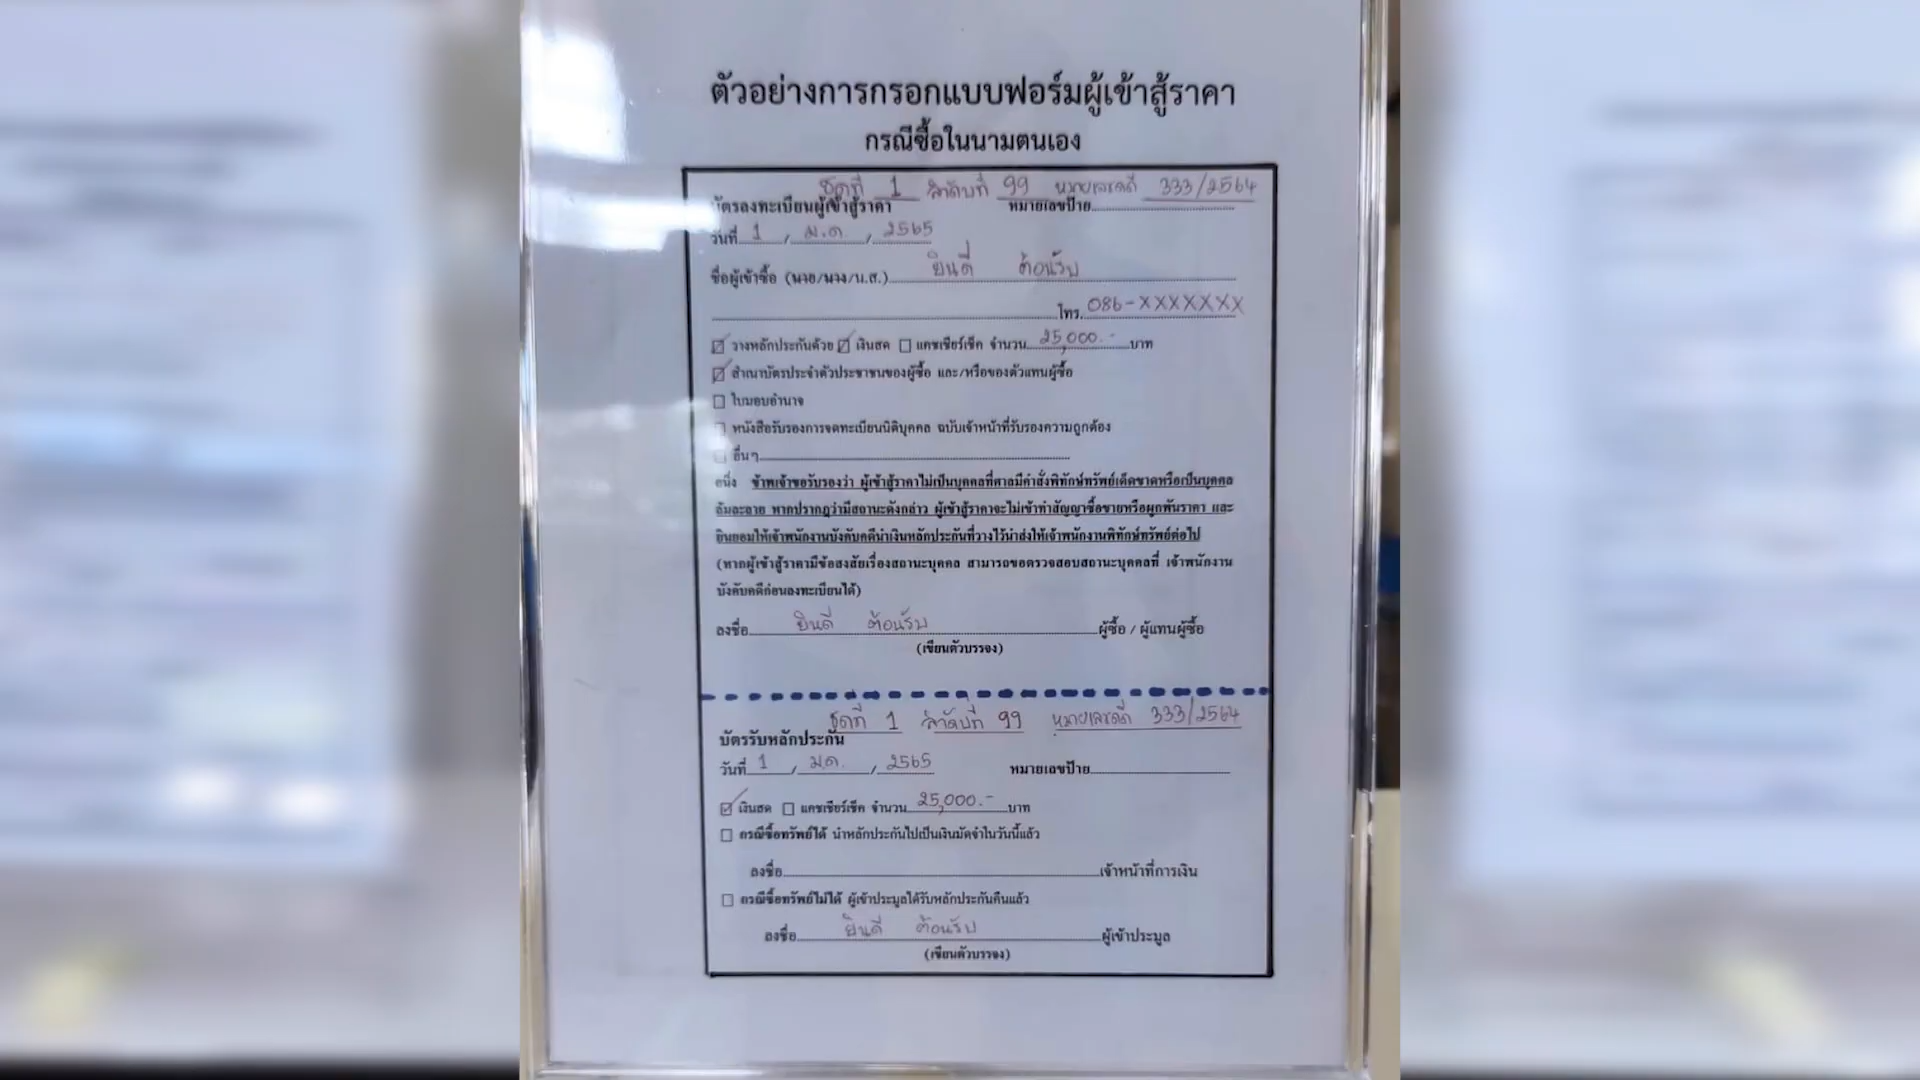 ตัวอย่างการกรอกแบบฟอร์มผู้เข้าสู้ราคา
กรณีซื้อในนามตนเอง
ชุดที่ 1 ลำดับที่ 99 หมายเลขคดี 333/2564
บัตรลงทะเบียนผู้เข้าสู้ราคา หมายเลขป้าย
วันที่ 1 / ม.ค. / 2565
ชื่อผู้เข้าซื้อ (นาย/นาง/น.ส.) ยินดี ต้อนรับ
โทร. 086-XXXXXXX
☑ วางหลักประกันด้วย ☑ เงินสด ☐ แคชเชียร์เช็ค จำนวน 25,000.- บาท
☑ สำเนาบัตรประจำตัวประชาชนของผู้ซื้อ และ/หรือของตัวแทนผู้ซื้อ
☐ ใบมอบอำนาจ
☐ หนังสือรับรองการจดทะเบียนนิติบุคคล ฉบับเจ้าหน้าที่รับรองความถูกต้อง
☐ อื่นๆ
อนึ่ง ข้าพเจ้าขอรับรองว่า ผู้เข้าสู้ราคาไม่เป็นบุคคลที่ศาลมีคำสั่งพิทักษ์ทรัพย์เด็ดขาดหรือเป็นบุคคล
ล้มละลาย หากปรากฏว่ามีสถานะดังกล่าว ผู้เข้าสู้ราคาจะไม่เข้าทำสัญญาซื้อขายหรือผูกพันราคา และ
ยินยอมให้เจ้าพนักงานบังคับคดีนำเงินหลักประกันที่วางไว้นำส่งให้เจ้าพนักงานพิทักษ์ทรัพย์ต่อไป
(หากผู้เข้าสู้ราคามีข้อสงสัยเรื่องสถานะบุคคล สามารถขอตรวจสอบสถานะบุคคลที่ เจ้าพนักงาน
บังคับคดีก่อนลงทะเบียนได้)
ลงชื่อ ยินดี ต้อนรับ ผู้ซื้อ / ผู้แทนผู้ซื้อ
(เขียนตัวบรรจง)
ชุดที่ 1 ลำดับที่ 99 หมายเลขคดี 333/2564
บัตรรับหลักประกัน
วันที่ 1 / ม.ค. / 2565 หมายเลขป้าย
☑ เงินสด ☐ แคชเชียร์เช็ค จำนวน 25,000.- บาท
☐ กรณีซื้อทรัพย์ได้ นำหลักประกันไปเป็นเงินมัดจำในวันนี้แล้ว
ลงชื่อ เจ้าหน้าที่การเงิน
☐ กรณีซื้อทรัพย์ไม่ได้ ผู้เข้าประมูลได้รับหลักประกันคืนแล้ว
ลงชื่อ ยินดี ต้อนรับ ผู้เข้าประมูล
(เขียนตัวบรรจง)